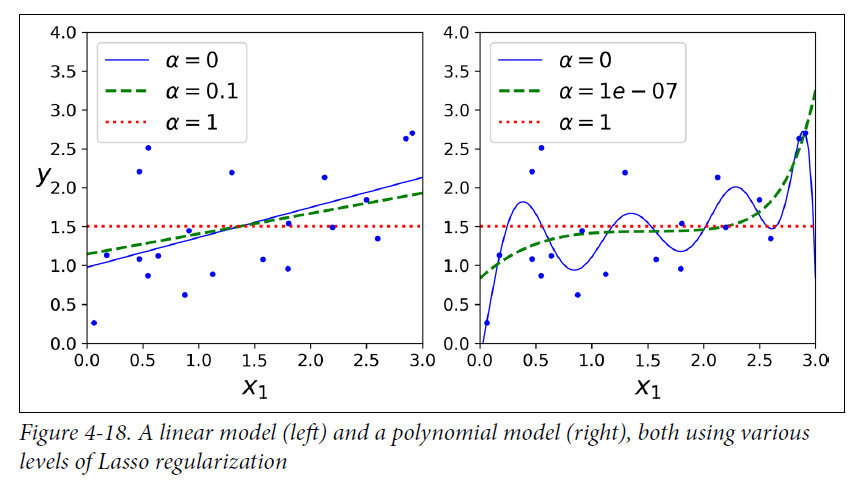 4.0
3.5
3.0
2.5
2.0
1.5
1.0
0.5
0.0
y
α = 0
α = 0.1
α = 1
0.0 0.5 1.0 1.5 2.0 2.5 3.0
x₁
4.0
3.5
3.0
2.5
2.0
1.5
1.0
0.5
0.0
α = 0
α = 1e − 07
α = 1
0.0 0.5 1.0 1.5 2.0 2.5 3.0
x₁
Figure 4-18. A linear model (left) and a polynomial model (right), both using various
levels of Lasso regularization